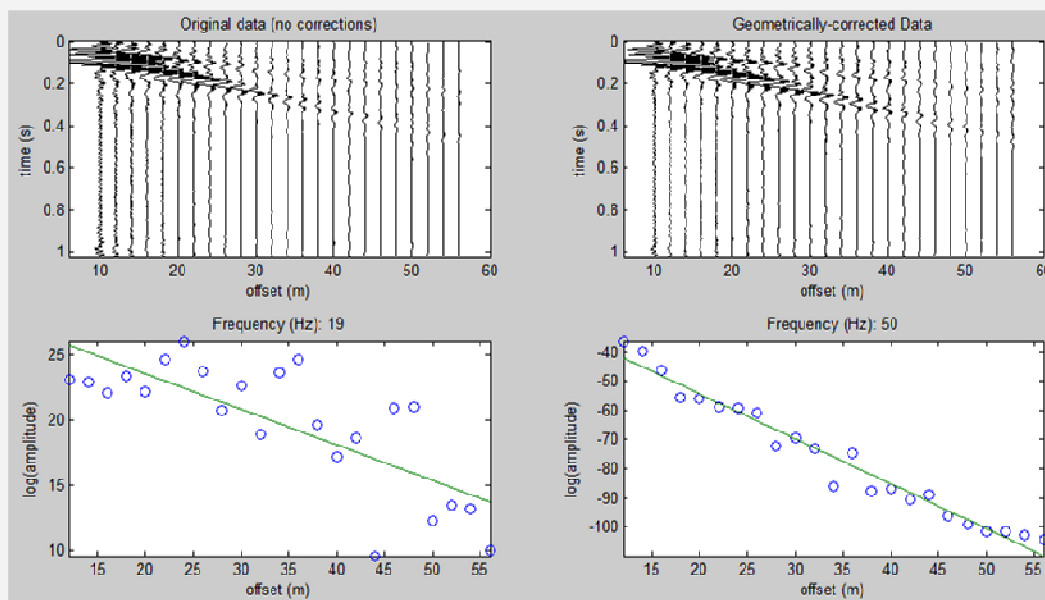 Original data (no corrections)
0
0.2
0.4
0.6
0.8
1
time (s)
10 20 30 40 50 60
offset (m)
Geometrically-corrected Data
0
0.2
0.4
0.6
0.8
1
time (s)
10 20 30 40 50 60
offset (m)
Frequency (Hz): 19
25
20
15
10
log(amplitude)
15 20 25 30 35 40 45 50 55
offset (m)
Frequency (Hz): 50
-40
-50
-60
-70
-80
-90
-100
log(amplitude)
15 20 25 30 35 40 45 50 55
offset (m)